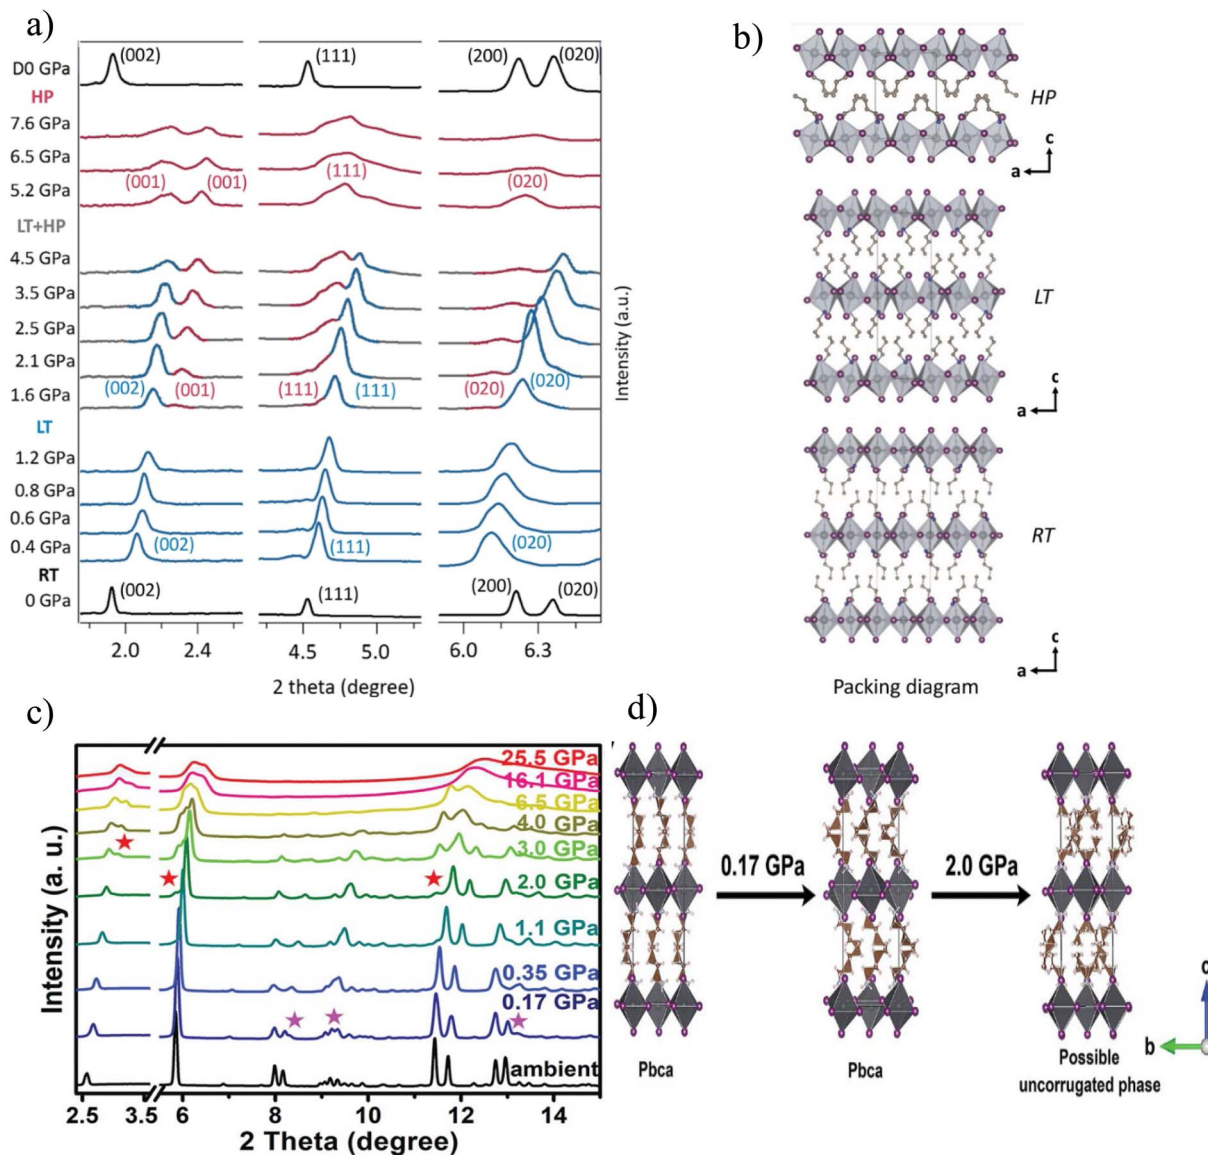 a)
D0 GPa
HP
7.6 GPa
6.5 GPa
5.2 GPa
LT+HP
4.5 GPa
3.5 GPa
2.5 GPa
2.1 GPa
1.6 GPa
LT
1.2 GPa
0.8 GPa
0.6 GPa
0.4 GPa
RT
0 GPa
(002)
(111)
(200)
(020)
(001)
(001)
(111)
(020)
(002)
(001)
(111)
(111)
(020)
(020)
(002)
(111)
(020)
(002)
(111)
(200)
(020)
2.0
2.4
4.5
5.0
6.0
6.3
2 theta (degree)
Intensity (a.u.)
b)
HP
c
a
LT
c
a
RT
c
a
Packing diagram
c)
25.5 GPa
16.1 GPa
6.5 GPa
4.0 GPa
3.0 GPa
2.0 GPa
1.1 GPa
0.35 GPa
0.17 GPa
ambient
Intensity (a. u.)
2.5
3.5
6
8
10
12
14
2 Theta (degree)
d)
0.17 GPa
2.0 GPa
Pbca
Pbca
Possible
uncorrugated phase
c
b